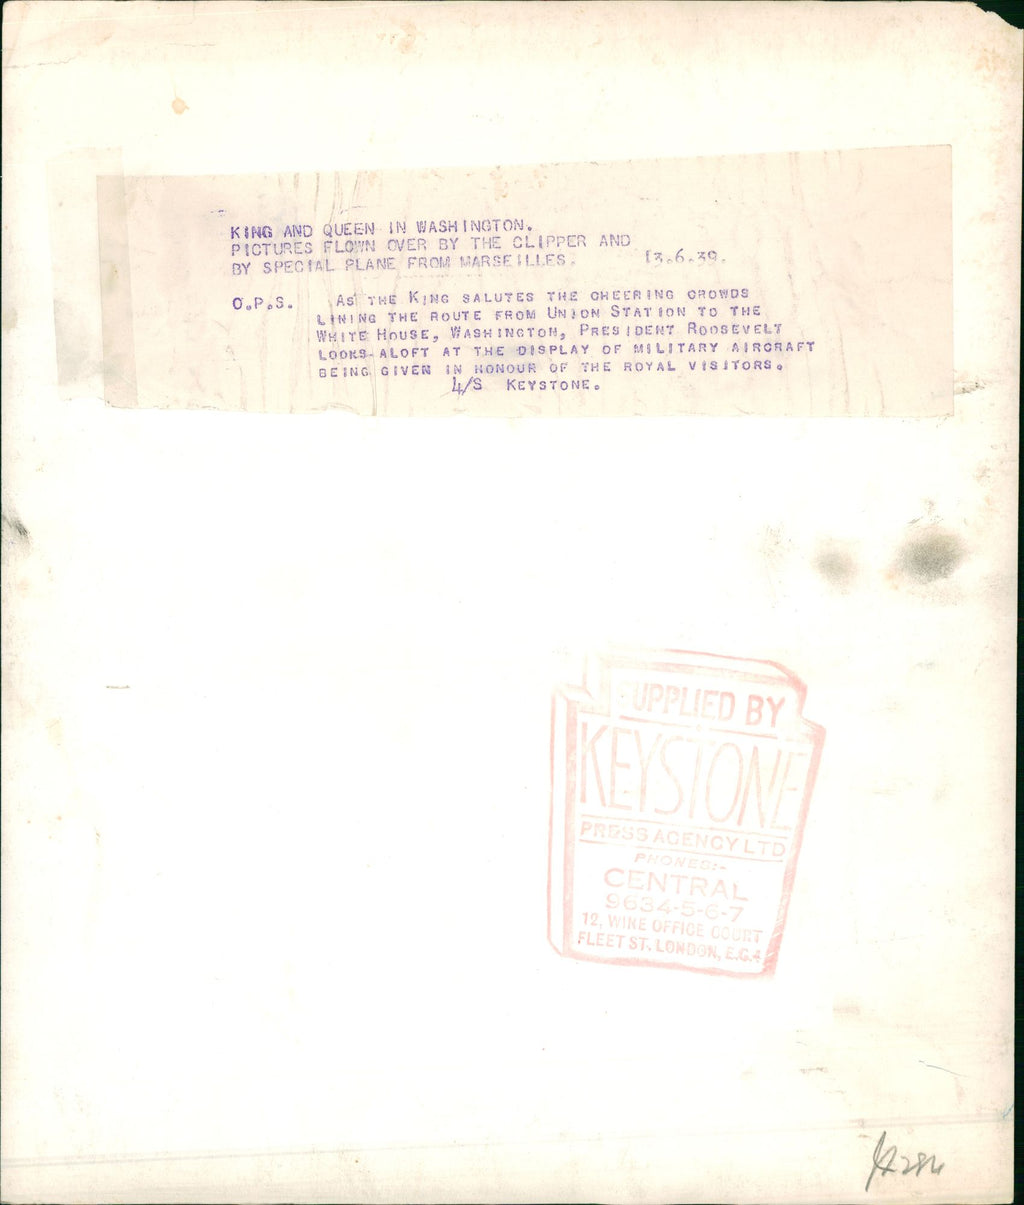 KING AND QUEEN IN WASHINGTON.
PICTURES FLOWN OVER BY THE CLIPPER AND
BY SPECIAL PLANE FROM MARSEILLES. 13.6.39.
O.P.S. AS THE KING SALUTES THE CHEERING CROWDS
LINING THE ROUTE FROM UNION STATION TO THE
WHITE HOUSE, WASHINGTON, PRESIDENT ROOSEVELT
LOOKS ALOFT AT THE DISPLAY OF MILITARY AIRCRAFT
BEING GIVEN IN HONOUR OF THE ROYAL VISITORS.
4/S KEYSTONE.
SUPPLIED BY
KEYSTONE
PRESS AGENCY LTD
PHONES:-
CENTRAL
9634-5-6-7
12, WINE OFFICE COURT
FLEET ST. LONDON, E.C.4